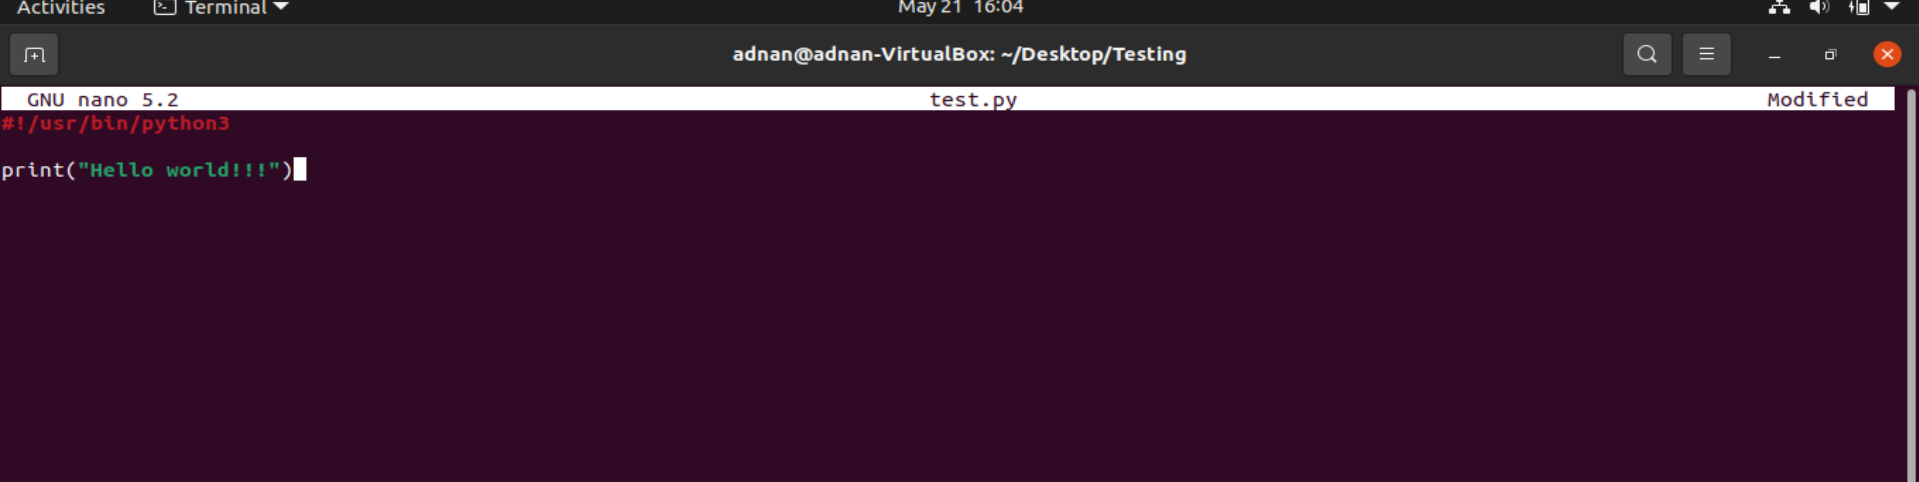 Activities Terminal May 21 16:04
adnan@adnan-VirtualBox: ~/Desktop/Testing
GNU nano 5.2 test.py Modified
#!/usr/bin/python3
print("Hello world!!!")